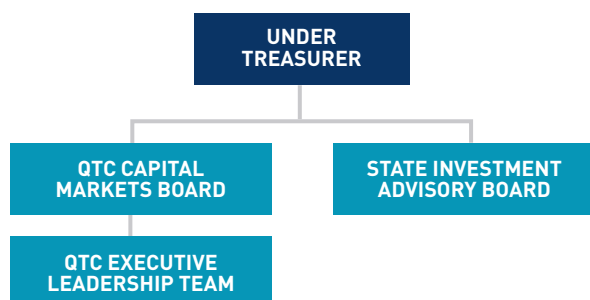 UNDER
TREASURER
QTC CAPITAL
MARKETS BOARD
STATE INVESTMENT
ADVISORY BOARD
QTC EXECUTIVE
LEADERSHIP TEAM